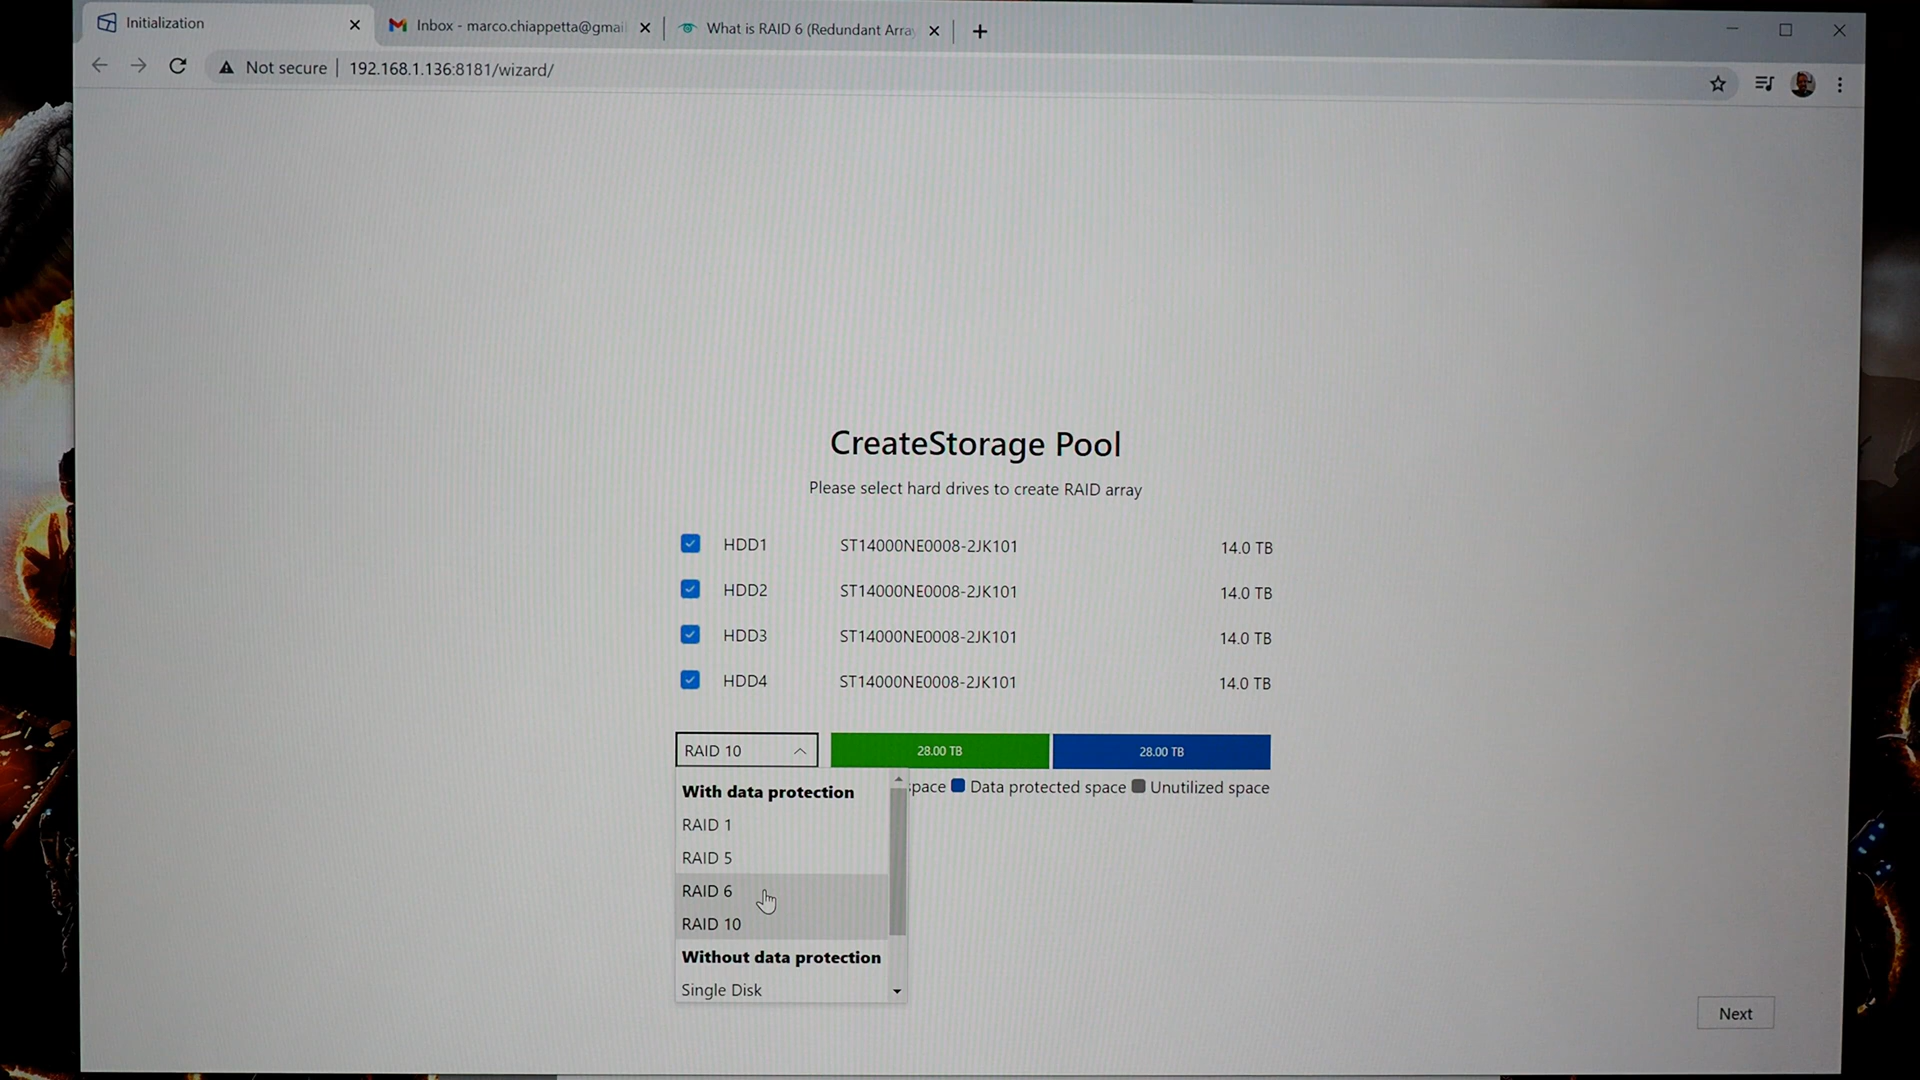 Initialization
Inbox - marco.chiappetta@gmai
What is RAID 6 (Redundant Arra
Not secure
192.168.1.136:8181/wizard/
CreateStorage Pool
Please select hard drives to create RAID array
HDD1 ST14000NE0008-2JK101 14.0 TB
HDD2 ST14000NE0008-2JK101 14.0 TB
HDD3 ST14000NE0008-2JK101 14.0 TB
HDD4 ST14000NE0008-2JK101 14.0 TB
RAID 10 28.00 TB 28.00 TB
space Data protected space Unutilized space
With data protection
RAID 1
RAID 5
RAID 6
RAID 10
Without data protection
Single Disk
Next